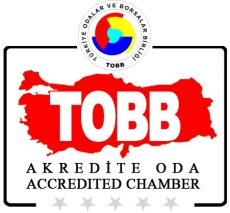 TÜRKİYE ODALAR VE BORSALAR BİRLİĞİ
TOBB
TOBB
AKREDİTE ODA
ACCREDITED CHAMBER